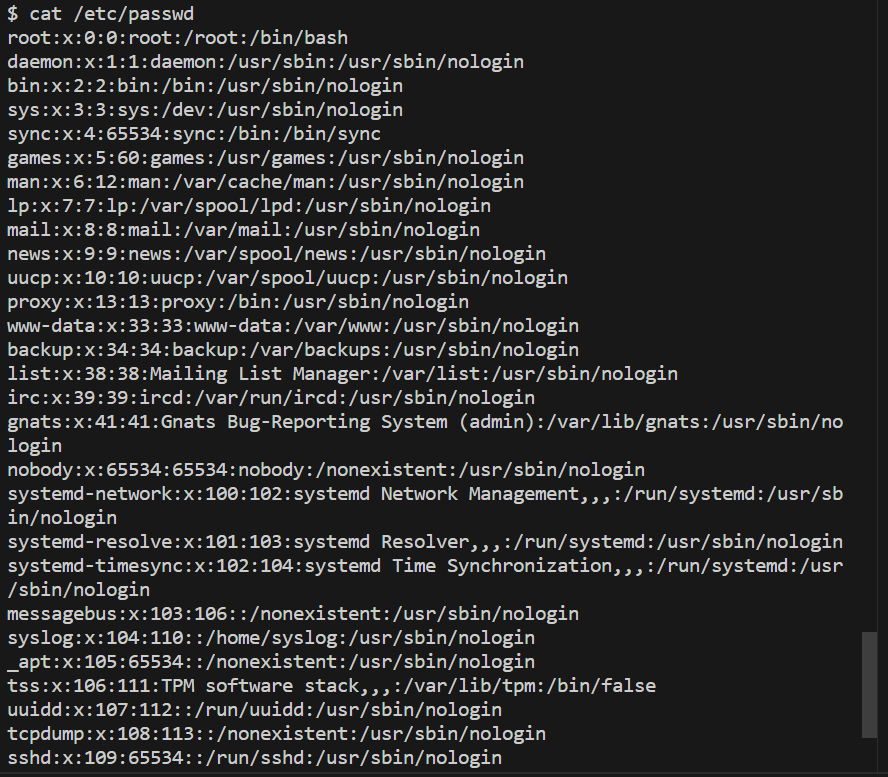 $ cat /etc/passwd
root:x:0:0:root:/root:/bin/bash
daemon:x:1:1:daemon:/usr/sbin:/usr/sbin/nologin
bin:x:2:2:bin:/bin:/usr/sbin/nologin
sys:x:3:3:sys:/dev:/usr/sbin/nologin
sync:x:4:65534:sync:/bin:/bin/sync
games:x:5:60:games:/usr/games:/usr/sbin/nologin
man:x:6:12:man:/var/cache/man:/usr/sbin/nologin
lp:x:7:7:lp:/var/spool/lpd:/usr/sbin/nologin
mail:x:8:8:mail:/var/mail:/usr/sbin/nologin
news:x:9:9:news:/var/spool/news:/usr/sbin/nologin
uucp:x:10:10:uucp:/var/spool/uucp:/usr/sbin/nologin
proxy:x:13:13:proxy:/bin:/usr/sbin/nologin
www-data:x:33:33:www-data:/var/www:/usr/sbin/nologin
backup:x:34:34:backup:/var/backups:/usr/sbin/nologin
list:x:38:38:Mailing List Manager:/var/list:/usr/sbin/nologin
irc:x:39:39:ircd:/var/run/ircd:/usr/sbin/nologin
gnats:x:41:41:Gnats Bug-Reporting System (admin):/var/lib/gnats:/usr/sbin/no
login
nobody:x:65534:65534:nobody:/nonexistent:/usr/sbin/nologin
systemd-network:x:100:102:systemd Network Management,,,:/run/systemd:/usr/sb
in/nologin
systemd-resolve:x:101:103:systemd Resolver,,,:/run/systemd:/usr/sbin/nologin
systemd-timesync:x:102:104:systemd Time Synchronization,,,:/run/systemd:/usr
/sbin/nologin
messagebus:x:103:106::/nonexistent:/usr/sbin/nologin
syslog:x:104:110::/home/syslog:/usr/sbin/nologin
_apt:x:105:65534::/nonexistent:/usr/sbin/nologin
tss:x:106:111:TPM software stack,,,:/var/lib/tpm:/bin/false
uuidd:x:107:112::/run/uuidd:/usr/sbin/nologin
tcpdump:x:108:113::/nonexistent:/usr/sbin/nologin
sshd:x:109:65534::/run/sshd:/usr/sbin/nologin